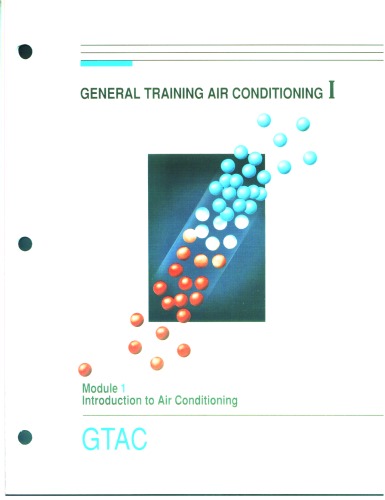 GENERAL TRAINING AIR CONDITIONING I
Module 1
Introduction to Air Conditioning
GTAC